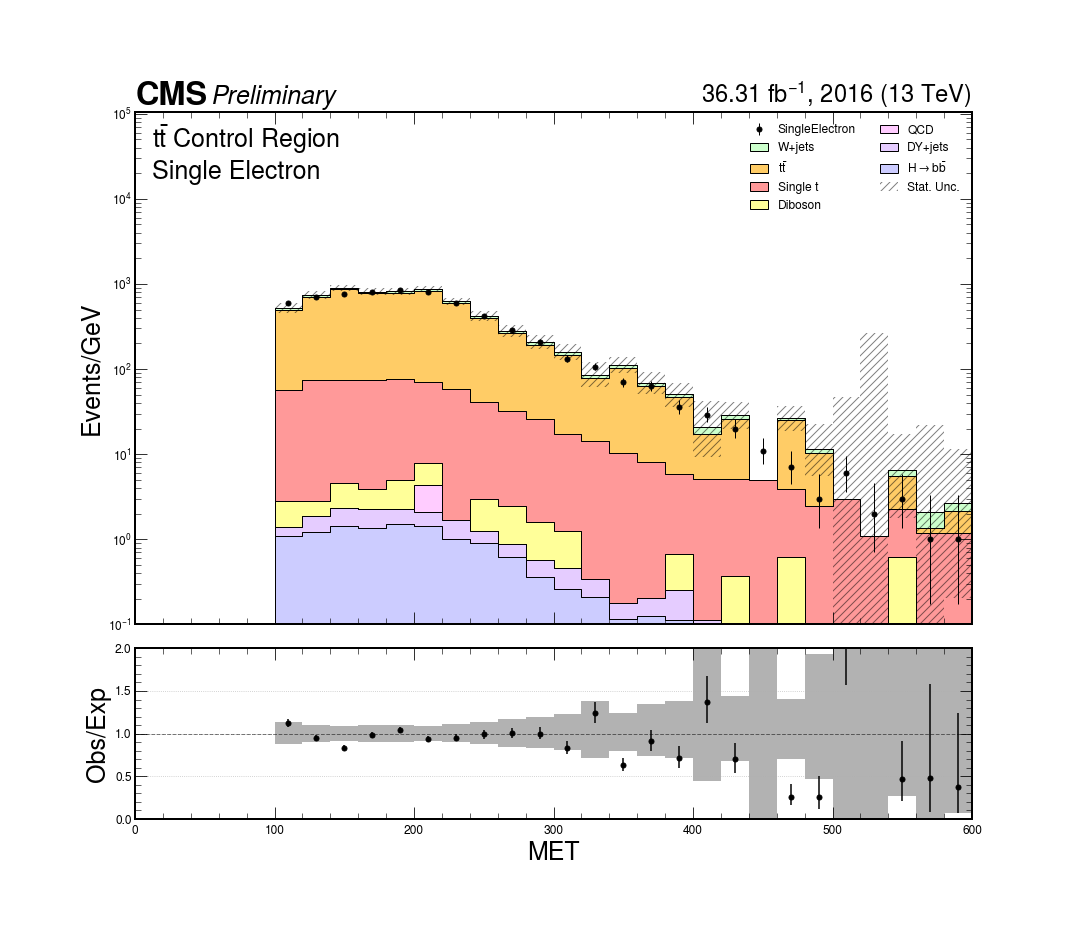 CMS Preliminary 36.31 fb⁻¹, 2016 (13 TeV)
tt̄ Control Region
Single Electron
SingleElectron
W+jets
tt̄
Single t
Diboson
QCD
DY+jets
H→bb̄
Stat. Unc.
Events/GeV
10⁵
10⁴
10³
10²
10¹
10⁰
10⁻¹
Obs/Exp
2.0
1.5
1.0
0.5
0.0
0 100 200 300 400 500 600
MET